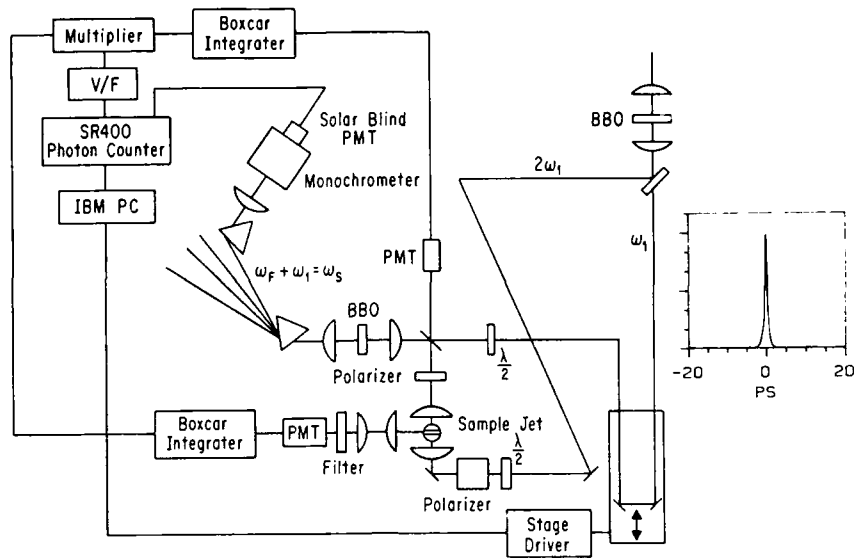 Multiplier
Boxcar
Integrater
V/F
SR400
Photon Counter
IBM PC
Solar Blind
PMT
Monochrometer
ωF + ω1 = ωS
PMT
BBO
Polarizer
λ/2
BBO
2ω1
ω1
-20
0
20
PS
Boxcar
Integrater
PMT
Filter
Sample Jet
λ/2
Polarizer
Stage
Driver